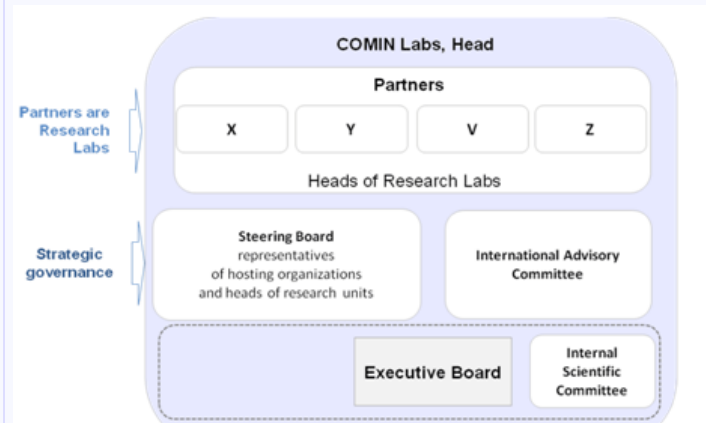 COMIN Labs, Head
Partners
Partners are
Research
Labs
X
Y
V
Z
Heads of Research Labs
Strategic
governance
Steering Board
representatives
of hosting organizations
and heads of research units
International Advisory
Committee
Executive Board
Internal
Scientific
Committee